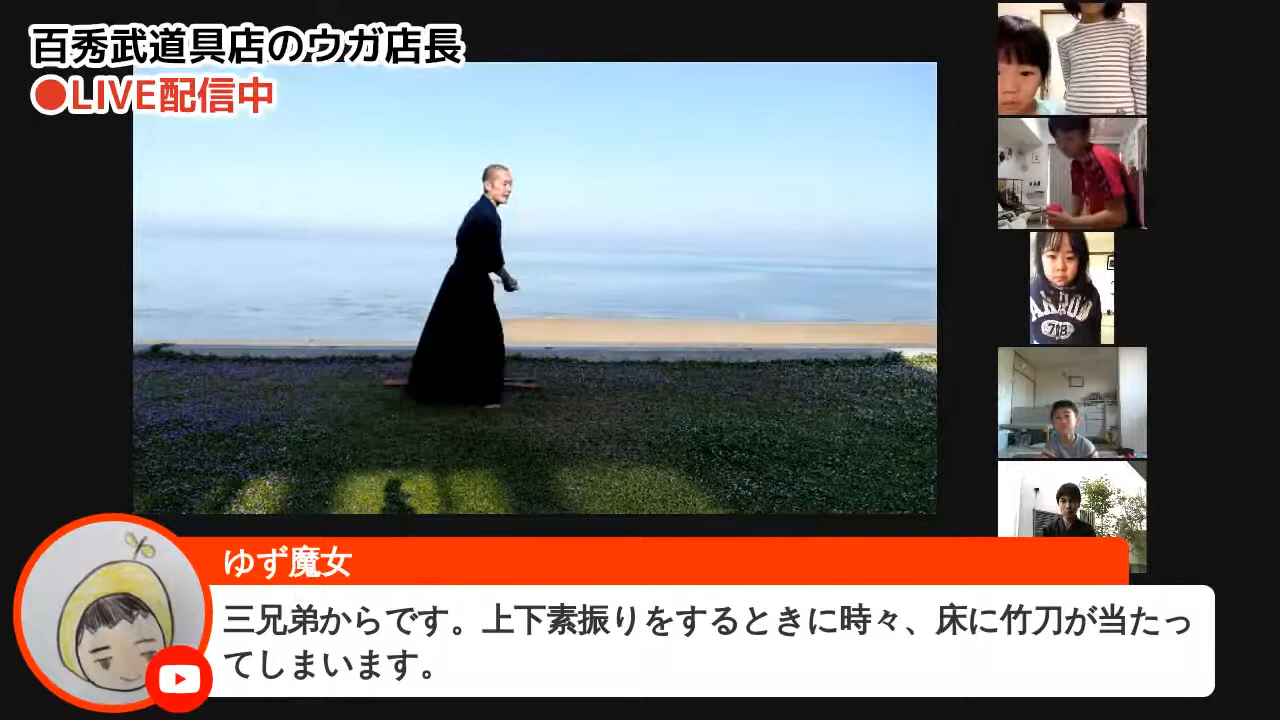 百秀武道具店のウガ店長
●LIVE配信中
ゆず魔女
三兄弟からです。上下素振りをするときに時々、床に竹刀が当たっ
てしまいます。